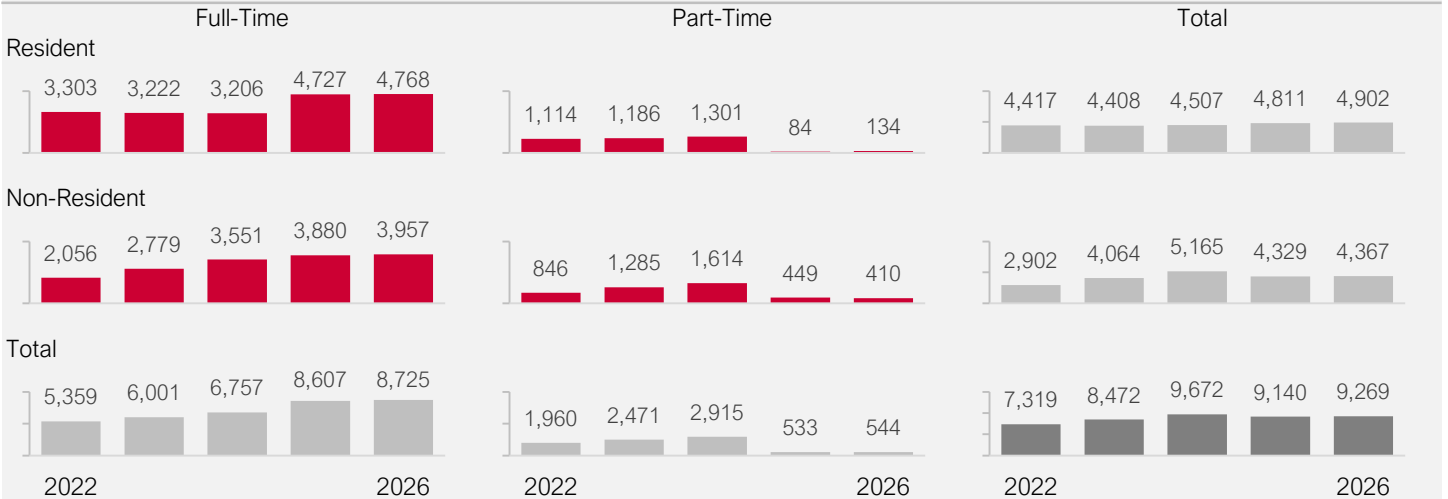 Full-Time Part-Time Total
Resident
3,303 3,222 3,206 4,727 4,768 1,114 1,186 1,301 84 134 4,417 4,408 4,507 4,811 4,902
Non-Resident
2,056 2,779 3,551 3,880 3,957 846 1,285 1,614 449 410 2,902 4,064 5,165 4,329 4,367
Total
5,359 6,001 6,757 8,607 8,725 1,960 2,471 2,915 533 544 7,319 8,472 9,672 9,140 9,269
2022 2026 2022 2026 2022 2026